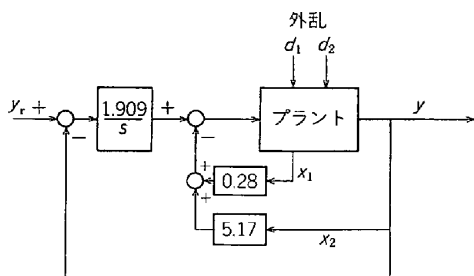 外乱
d₁ d₂
yᵣ + 1.909 + プラント y
− s −
+ 0.28 x₁
+
5.17 x₂